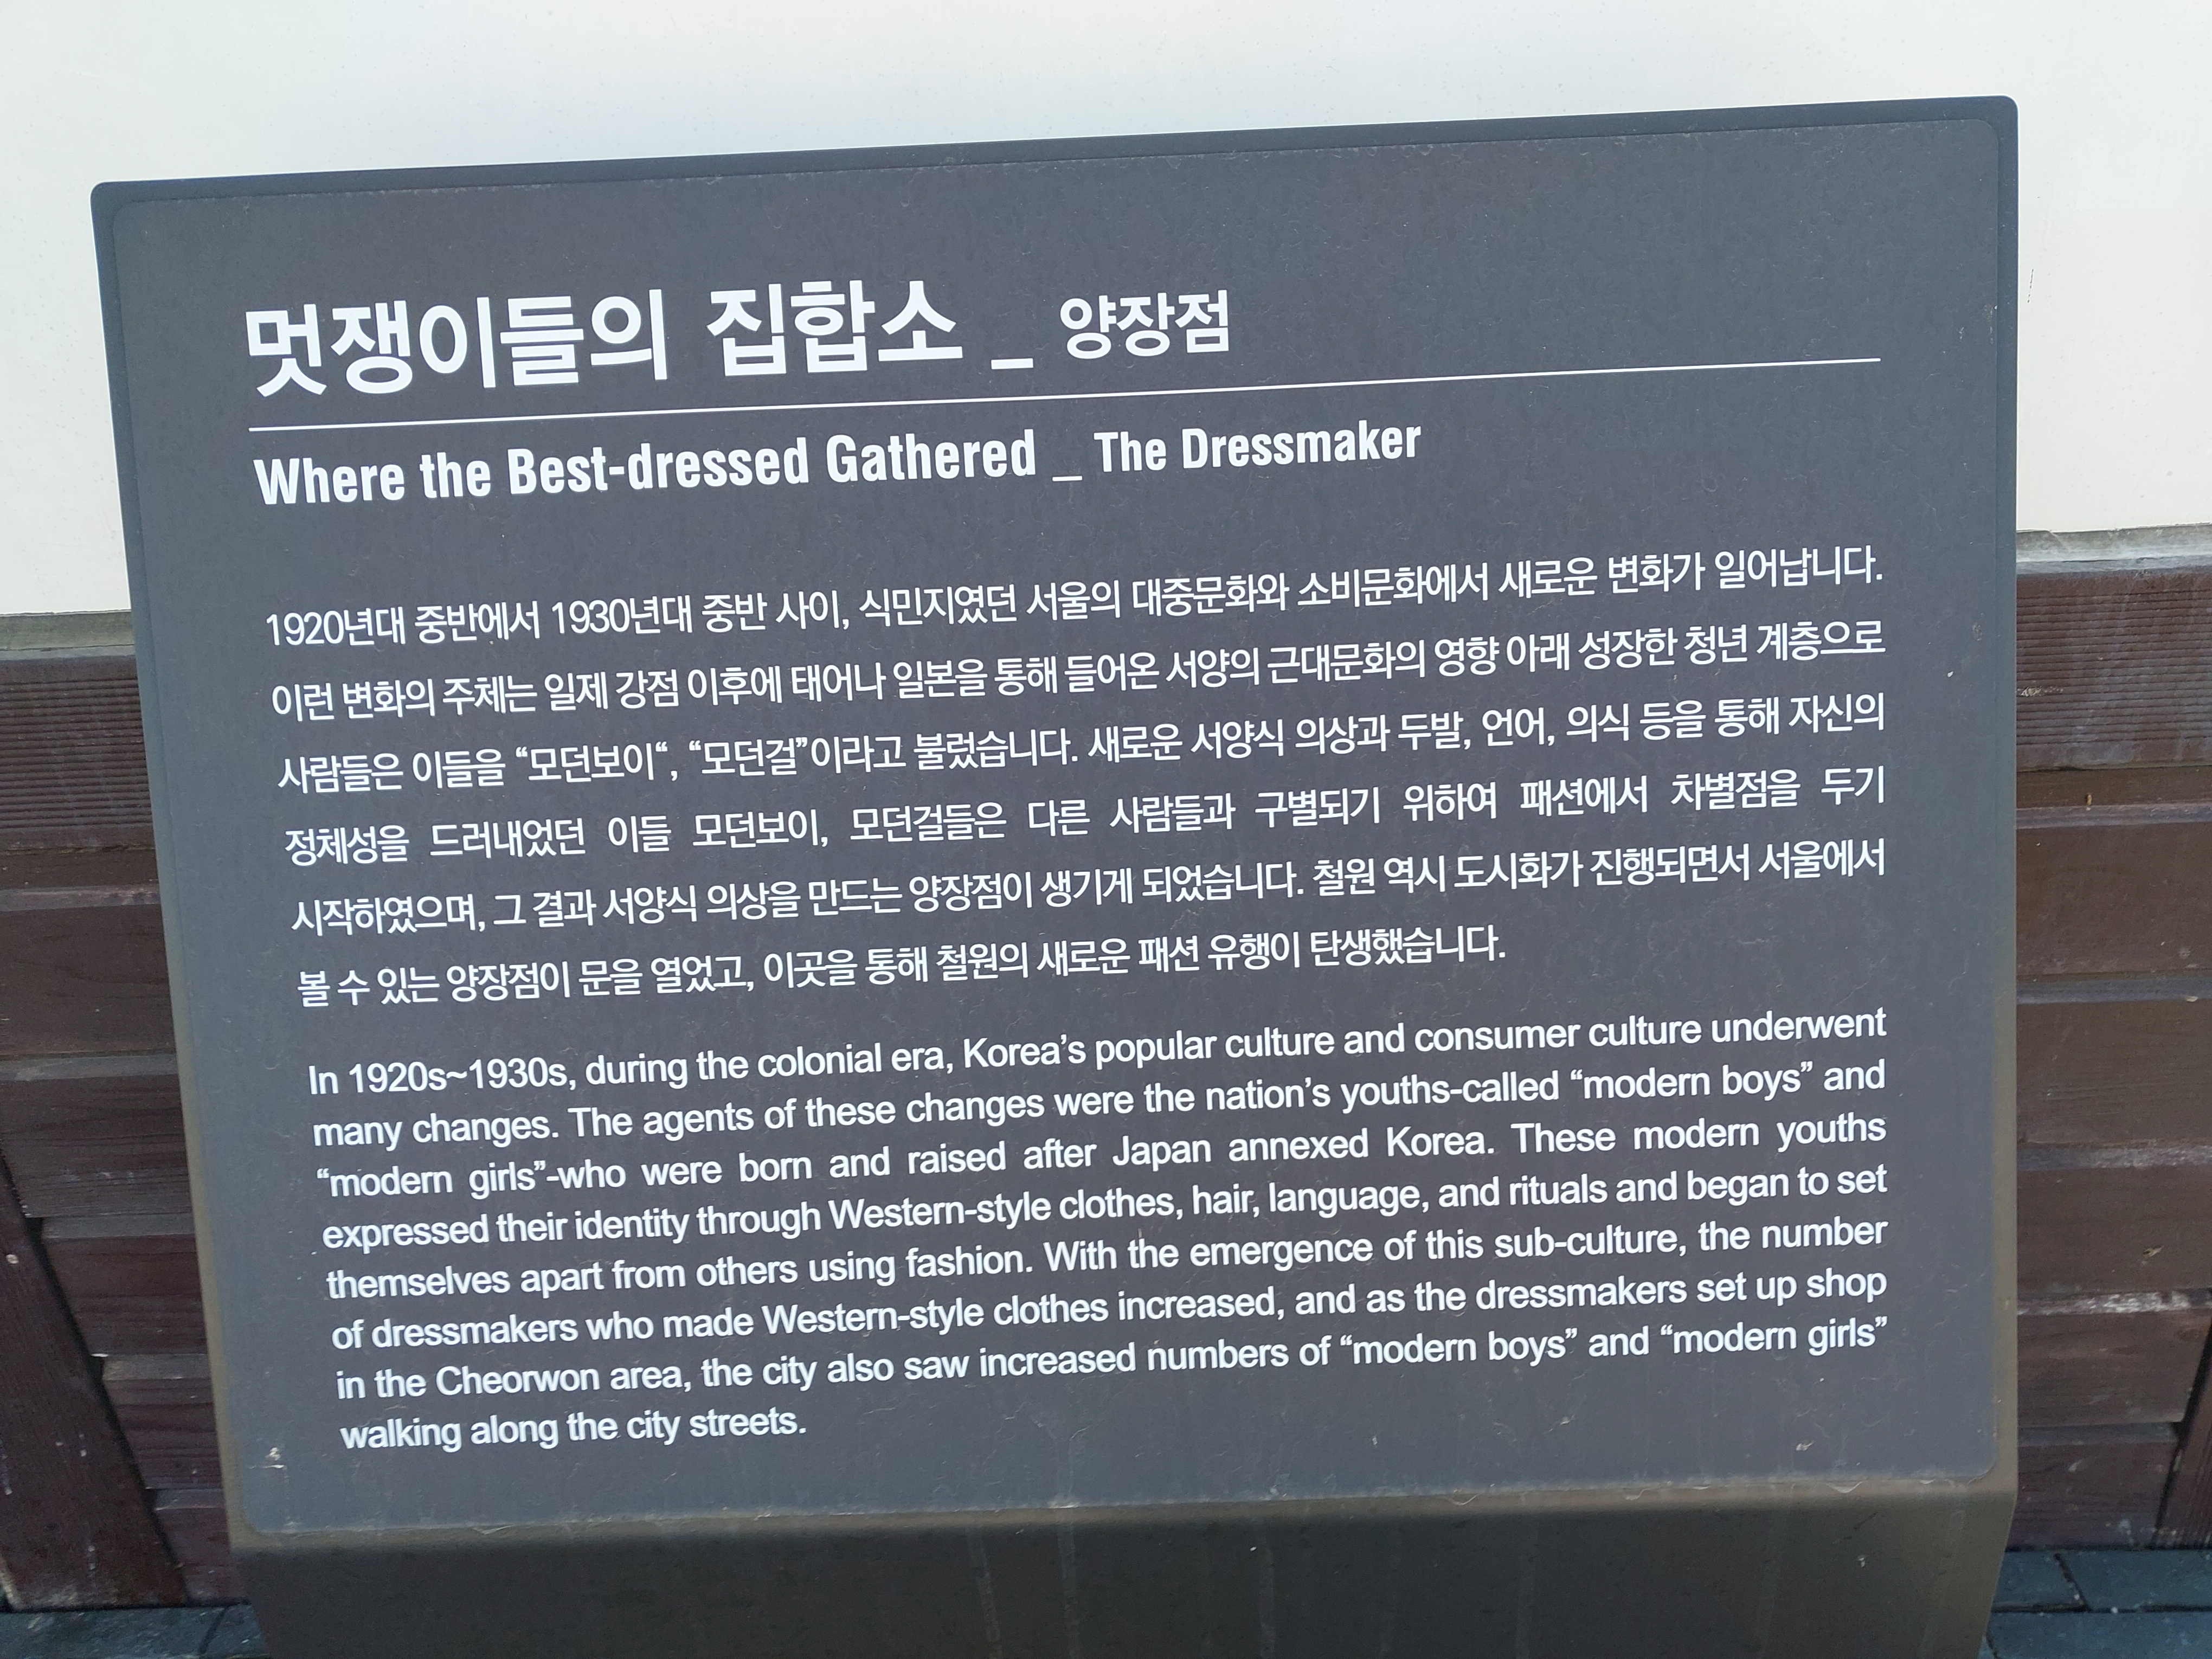 멋쟁이들의 집합소 _ 양장점
Where the Best-dressed Gathered _ The Dressmaker
1920년대 중반에서 1930년대 중반 사이, 식민지였던 서울의 대중문화와 소비문화에서 새로운 변화가 일어납니다.
이런 변화의 주체는 일제 강점 이후에 태어나 일본을 통해 들어온 서양의 근대문화의 영향 아래 성장한 청년 계층으로
사람들은 이들을 “모던보이“, “모던걸”이라고 불렀습니다. 새로운 서양식 의상과 두발, 언어, 의식 등을 통해 자신의
정체성을 드러내었던 이들 모던보이, 모던걸들은 다른 사람들과 구별되기 위하여 패션에서 차별점을 두기
시작하였으며, 그 결과 서양식 의상을 만드는 양장점이 생기게 되었습니다. 철원 역시 도시화가 진행되면서 서울에서
볼 수 있는 양장점이 문을 열었고, 이곳을 통해 철원의 새로운 패션 유행이 탄생했습니다.
In 1920s~1930s, during the colonial era, Korea’s popular culture and consumer culture underwent
many changes. The agents of these changes were the nation’s youths-called “modern boys” and
“modern girls”-who were born and raised after Japan annexed Korea. These modern youths
expressed their identity through Western-style clothes, hair, language, and rituals and began to set
themselves apart from others using fashion. With the emergence of this sub-culture, the number
of dressmakers who made Western-style clothes increased, and as the dressmakers set up shop
in the Cheorwon area, the city also saw increased numbers of “modern boys” and “modern girls”
walking along the city streets.